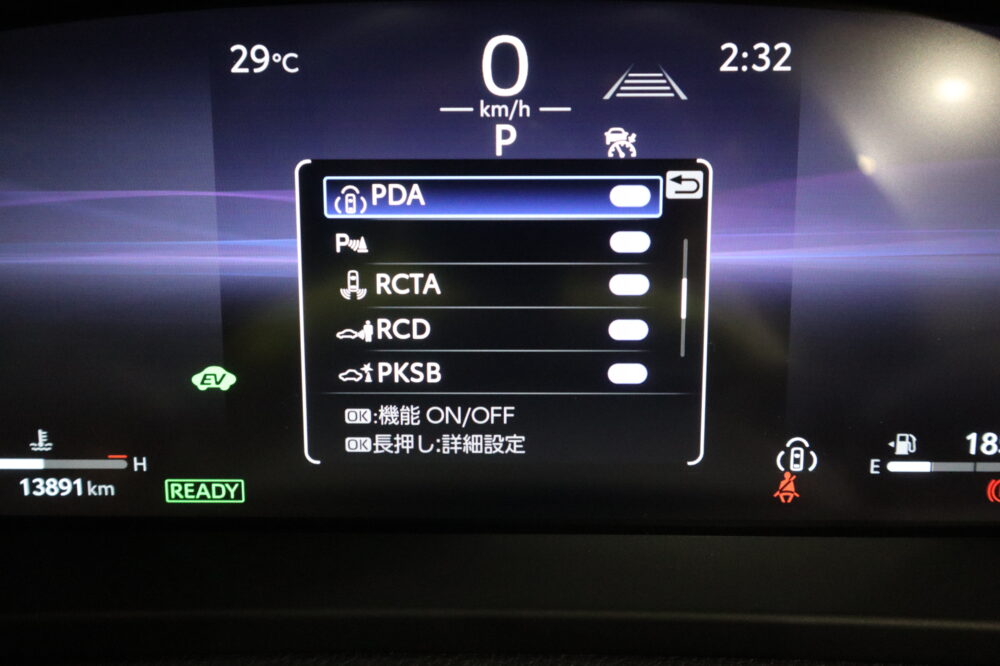 29°C
0
km/h
2:32
P
PDA
P
RCTA
RCD
PKSB
EV
OK:機能 ON/OFF
OK長押し:詳細設定
H
13891km
READY
E